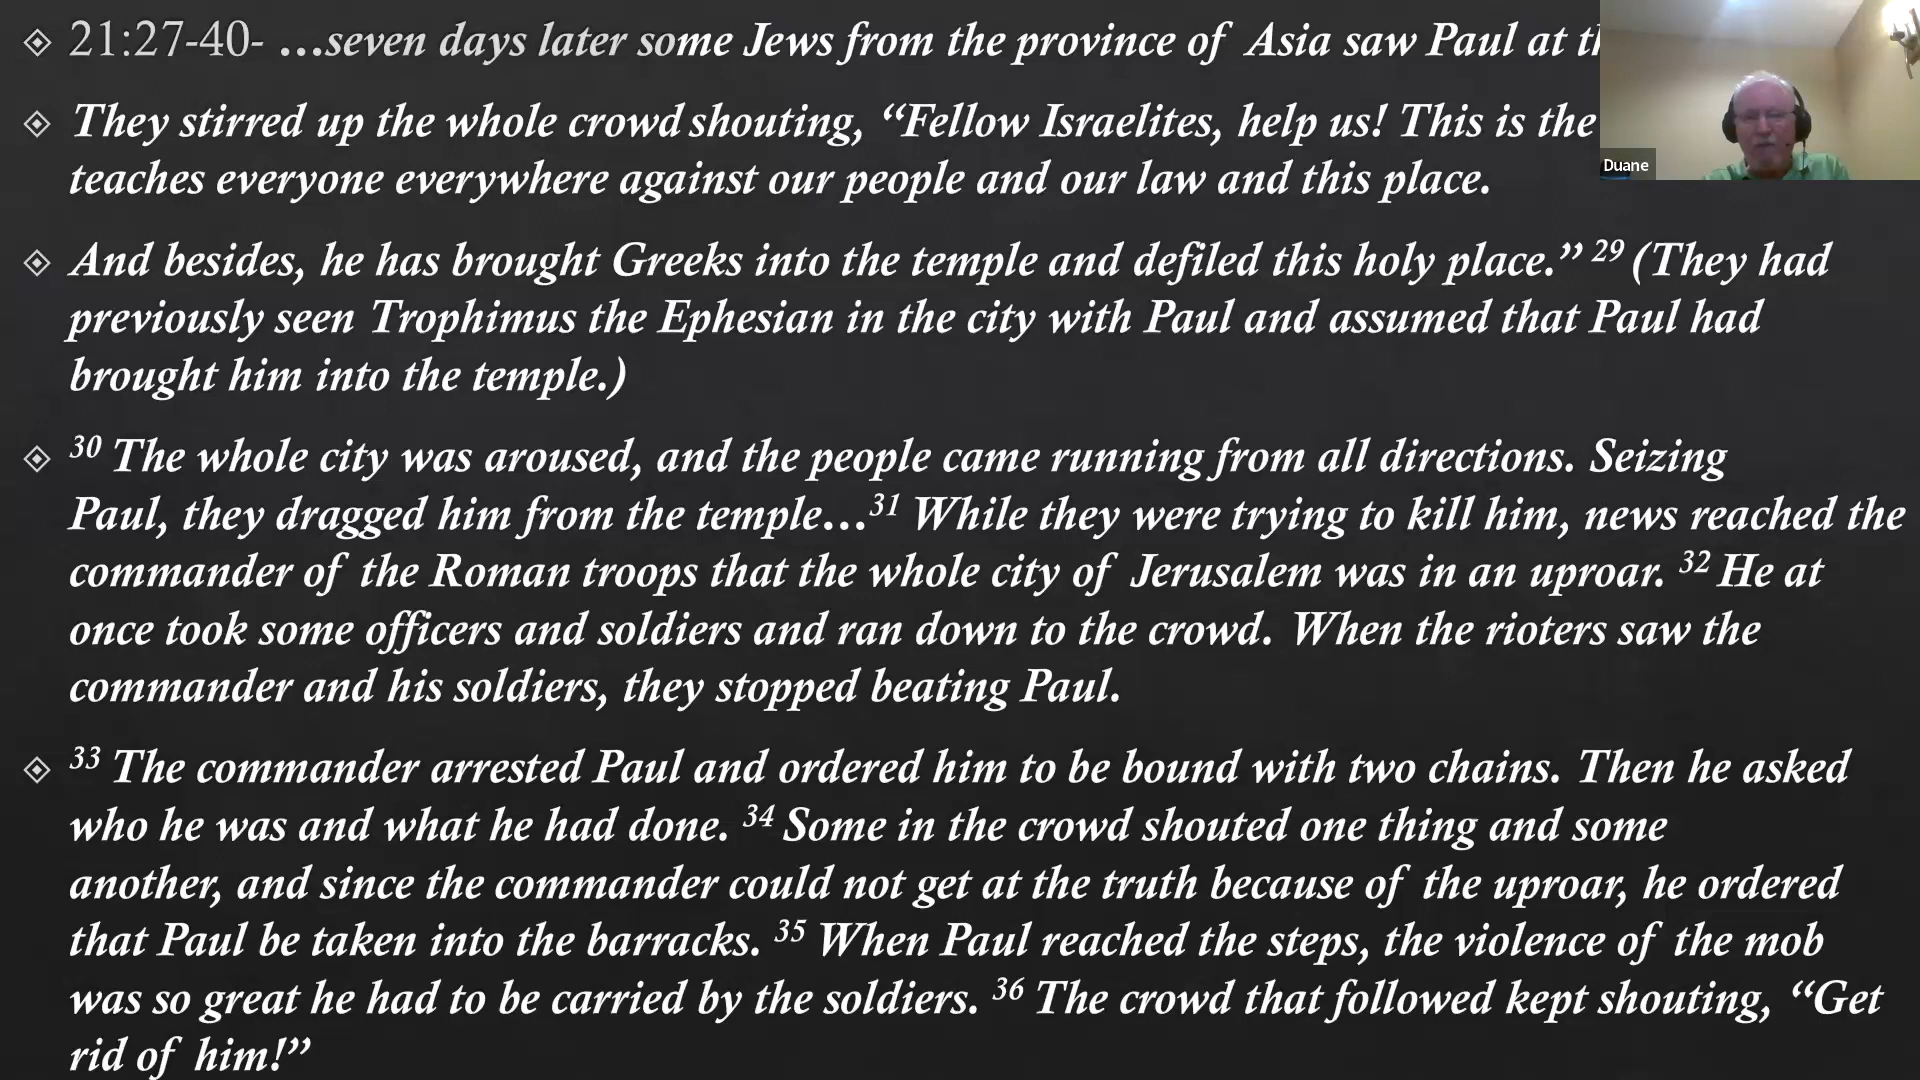 21:27-40- …seven days later some Jews from the province of Asia saw Paul at
They stirred up the whole crowd shouting, “Fellow Israelites, help us! This is the
teaches everyone everywhere against our people and our law and this place.
Duane
And besides, he has brought Greeks into the temple and defiled this holy place.” 29 (They had
previously seen Trophimus the Ephesian in the city with Paul and assumed that Paul had
brought him into the temple.)
30 The whole city was aroused, and the people came running from all directions. Seizing
Paul, they dragged him from the temple…31 While they were trying to kill him, news reached the
commander of the Roman troops that the whole city of Jerusalem was in an uproar. 32 He at
once took some officers and soldiers and ran down to the crowd. When the rioters saw the
commander and his soldiers, they stopped beating Paul.
33 The commander arrested Paul and ordered him to be bound with two chains. Then he asked
who he was and what he had done. 34 Some in the crowd shouted one thing and some
another, and since the commander could not get at the truth because of the uproar, he ordered
that Paul be taken into the barracks. 35 When Paul reached the steps, the violence of the mob
was so great he had to be carried by the soldiers. 36 The crowd that followed kept shouting, “Get
rid of him!”